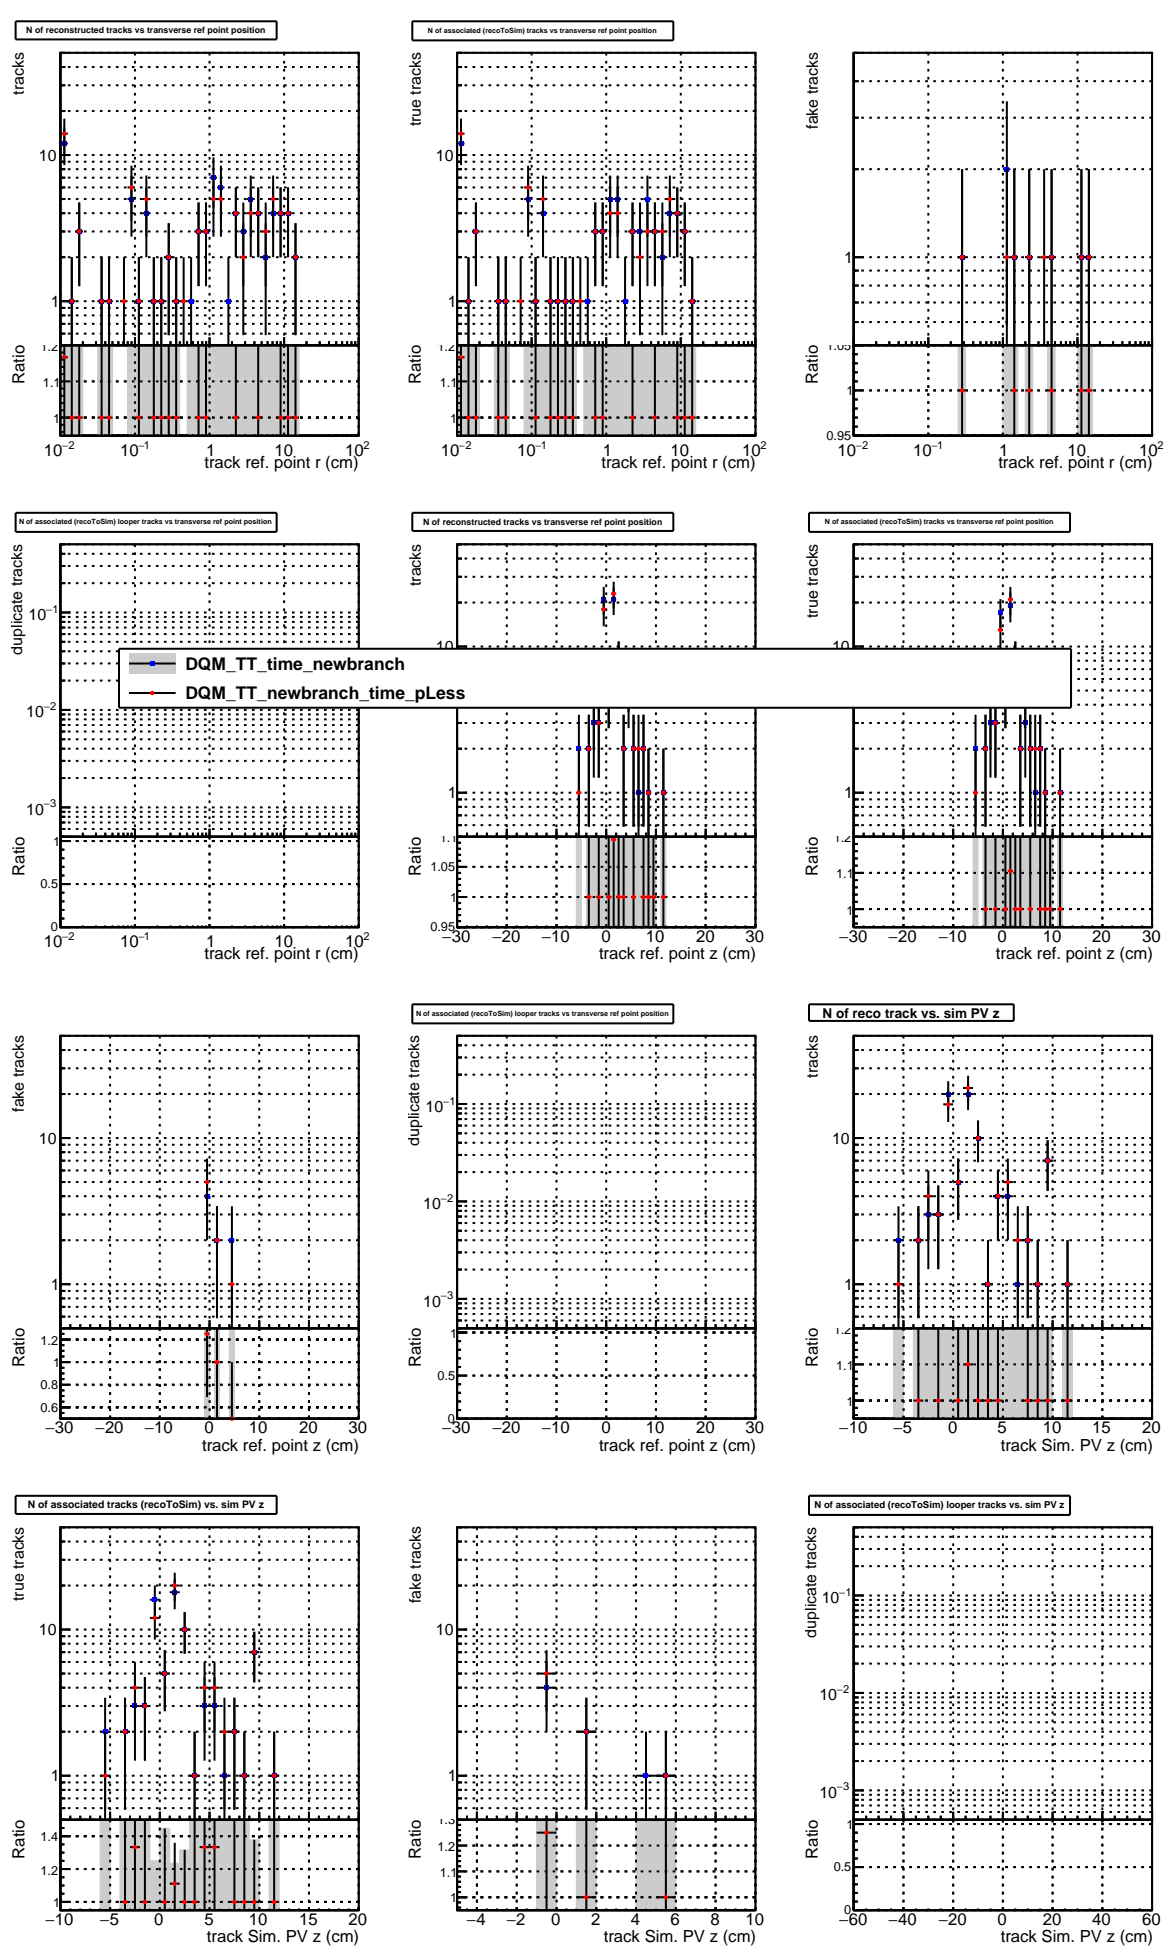 N of reconstructed tracks vs transverse ref point position
tracks
10
1
Ratio
1.2
1.1
1
10−2 10−1 1 10 102
track ref. point r (cm)
N of associated (recoToSim) tracks vs transverse ref point position
true tracks
10
1
Ratio
1.2
1.1
1
10−2 10−1 1 10 102
track ref. point r (cm)
fake tracks
1
Ratio
1.05
1
0.95
10−2 10−1 1 10 102
track ref. point r (cm)
N of associated (recoToSim) looper tracks vs transverse ref point position
duplicate tracks
10−1
10−2
10−3
Ratio
1
0.5
0
10−2 10−1 1 10 102
track ref. point r (cm)
N of reconstructed tracks vs transverse ref point position
tracks
10
1
Ratio
1.1
1.05
1
0.95
−30 −20 −10 0 10 20 30
track ref. point z (cm)
N of associated (recoToSim) tracks vs transverse ref point position
true tracks
10
1
Ratio
1.2
1.1
1
−30 −20 −10 0 10 20 30
track ref. point z (cm)
DQM_TT_time_newbranch
DQM_TT_newbranch_time_pLess
fake tracks
10
1
Ratio
1.2
1
0.8
0.6
−30 −20 −10 0 10 20 30
track ref. point z (cm)
N of associated (recoToSim) looper tracks vs transverse ref point position
duplicate tracks
10−1
10−2
10−3
Ratio
1
0.5
0
−30 −20 −10 0 10 20 30
track ref. point z (cm)
N of reco track vs. sim PV z
tracks
10
1
Ratio
1.2
1.1
1
−10 −5 0 5 10 15 20
track Sim. PV z (cm)
N of associated tracks (recoToSim) vs. sim PV z
true tracks
10
1
Ratio
1.4
1.2
1
−10 −5 0 5 10 15 20
track Sim. PV z (cm)
fake tracks
10
1
Ratio
1.3
1.2
1.1
1
−4 −2 0 2 4 6 8 10
track Sim. PV z (cm)
N of associated (recoToSim) looper tracks vs. sim PV z
duplicate tracks
10−1
10−2
10−3
Ratio
1
0.5
0
−60 −40 −20 0 20 40 60
track Sim. PV z (cm)